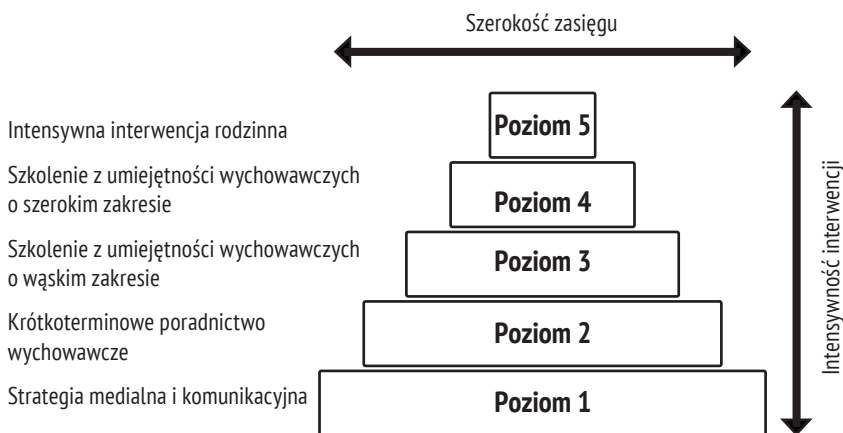 Szerokość zasięgu
Intensywna interwencja rodzinna
Poziom 5
Szkolenie z umiejętności wychowawczych
o szerokim zakresie
Poziom 4
Szkolenie z umiejętności wychowawczych
o wąskim zakresie
Poziom 3
Krótkoterminowe poradnictwo
wychowawcze
Poziom 2
Strategia medialna i komunikacyjna
Poziom 1
Intensywność interwencji